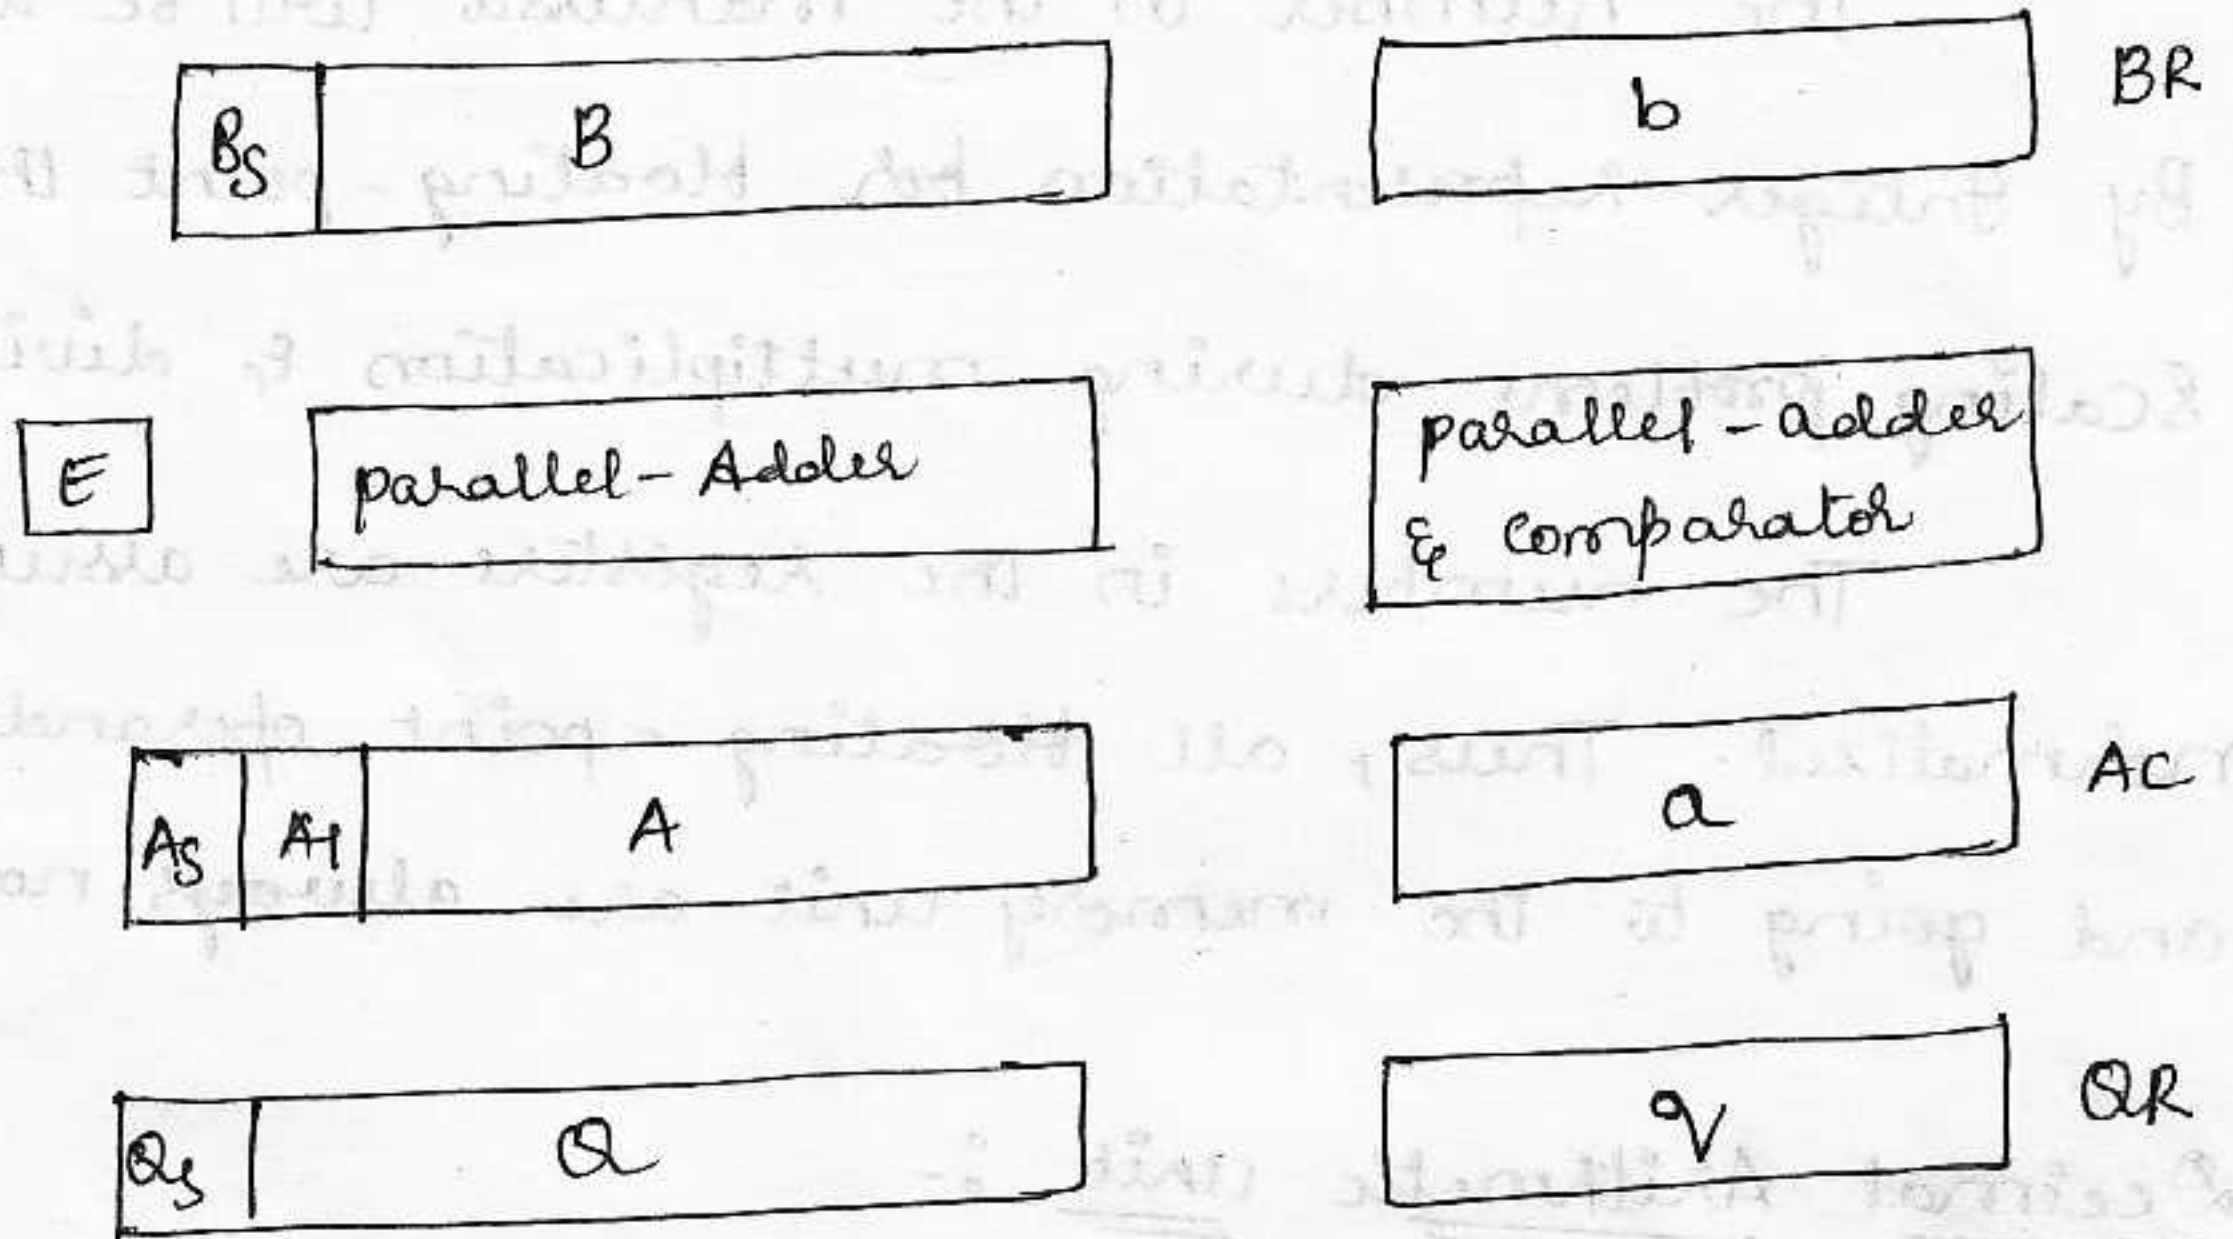 Bs B b BR
E parallel - Adder parallel - adder
& comparator
As A1 A a AC
Qs Q q QR